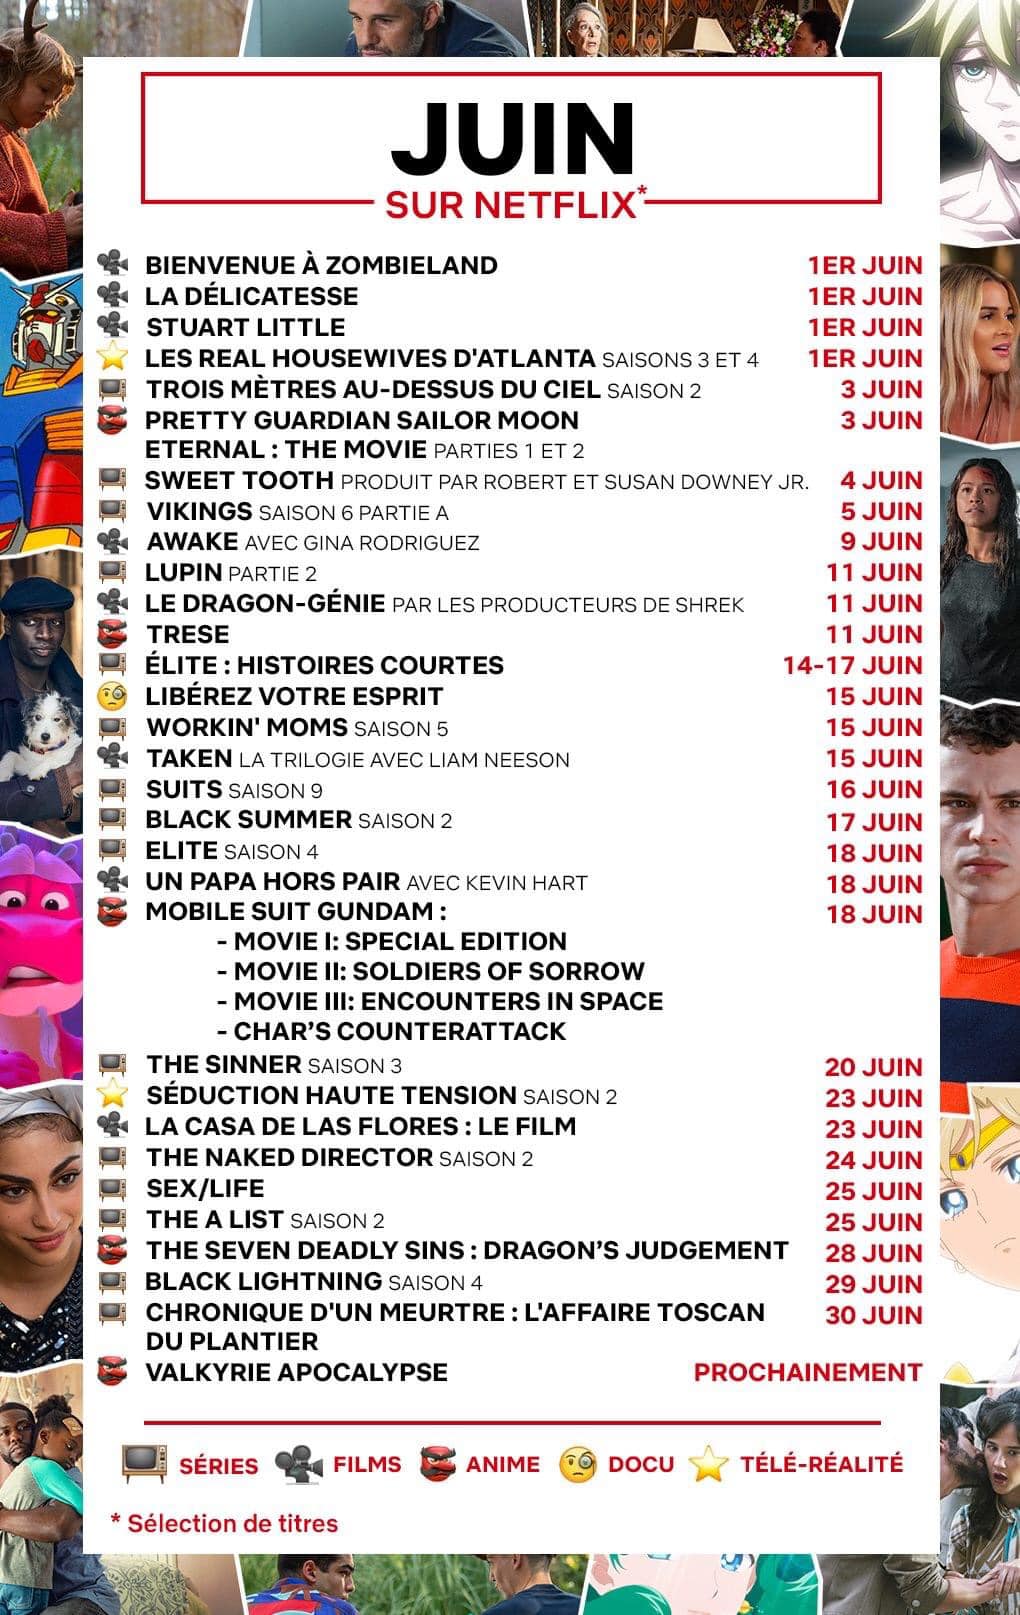 JUIN
SUR NETFLIX*
BIENVENUE À ZOMBIELAND 1ER JUIN
LA DÉLICATESSE 1ER JUIN
STUART LITTLE 1ER JUIN
LES REAL HOUSEWIVES D'ATLANTA SAISONS 3 ET 4 1ER JUIN
TROIS MÈTRES AU-DESSUS DU CIEL SAISON 2 3 JUIN
PRETTY GUARDIAN SAILOR MOON 3 JUIN
ETERNAL : THE MOVIE PARTIES 1 ET 2
SWEET TOOTH PRODUIT PAR ROBERT ET SUSAN DOWNEY JR. 4 JUIN
VIKINGS SAISON 6 PARTIE A 5 JUIN
AWAKE AVEC GINA RODRIGUEZ 9 JUIN
LUPIN PARTIE 2 11 JUIN
LE DRAGON-GÉNIE PAR LES PRODUCTEURS DE SHREK 11 JUIN
TRESE 11 JUIN
ÉLITE : HISTOIRES COURTES 14-17 JUIN
LIBÉREZ VOTRE ESPRIT 15 JUIN
WORKIN' MOMS SAISON 5 15 JUIN
TAKEN LA TRILOGIE AVEC LIAM NEESON 15 JUIN
SUITS SAISON 9 16 JUIN
BLACK SUMMER SAISON 2 17 JUIN
ELITE SAISON 4 18 JUIN
UN PAPA HORS PAIR AVEC KEVIN HART 18 JUIN
MOBILE SUIT GUNDAM : 18 JUIN
- MOVIE I: SPECIAL EDITION
- MOVIE II: SOLDIERS OF SORROW
- MOVIE III: ENCOUNTERS IN SPACE
- CHAR’S COUNTERATTACK
THE SINNER SAISON 3 20 JUIN
SÉDUCTION HAUTE TENSION SAISON 2 23 JUIN
LA CASA DE LAS FLORES : LE FILM 23 JUIN
THE NAKED DIRECTOR SAISON 2 24 JUIN
SEX/LIFE 25 JUIN
THE A LIST SAISON 2 25 JUIN
THE SEVEN DEADLY SINS : DRAGON’S JUDGEMENT 28 JUIN
BLACK LIGHTNING SAISON 4 29 JUIN
CHRONIQUE D'UN MEURTRE : L'AFFAIRE TOSCAN 30 JUIN
DU PLANTIER
VALKYRIE APOCALYPSE PROCHAINEMENT
SÉRIES FILMS ANIME DOCU TÉLÉ-RÉALITÉ
* Sélection de titres